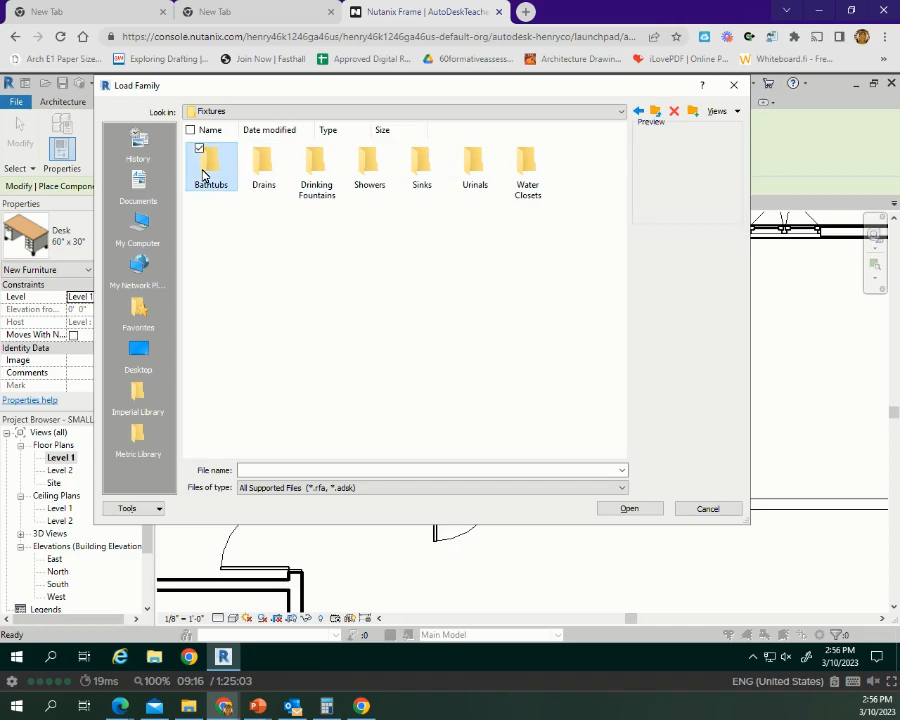 New Tab
New Tab
Nutanix Frame | AutoDeskTeache
https://console.nutanix.com/henry46k1246ga46us/henry46k1246ga46us-default-org/autodesk-henryco/launchpad/a...
Arch E1 Paper Size...
Exploring Drafting |...
Join Now | Fasthall
Approved Digital R...
60formativeassess...
Architecture Drawin...
iLovePDF | Online t...
Whiteboard.fi - Fre...
File
Architecture
Load Family
Look in:
Fixtures
Views
Preview
Name
Date modified
Type
Size
Modify
Select
Properties
Modify | Place Compone
Properties
Desk
60" x 30"
New Furniture
Constraints
Level
Level 1
Elevation fro...
0' 0"
Host
Level :
Moves With N...
Identity Data
Image
Comments
Mark
Properties help
History
Documents
My Computer
My Network Pl...
Favorites
Desktop
Imperial Library
Metric Library
Bathtubs
Drains
Drinking
Fountains
Showers
Sinks
Urinals
Water
Closets
Project Browser - SMALL
Views (all)
Floor Plans
Level 1
Level 2
Site
Ceiling Plans
Level 1
Level 2
3D Views
Elevations (Building Elevation
East
North
South
West
Legends
File name:
Files of type:
All Supported Files (*.rfa, *.adsk)
Tools
Open
Cancel
1/8" = 1'-0"
Ready
:0
Main Model
:0
2:56 PM
3/10/2023
19ms
100%
09:16 / 1:25:03
ENG (United States)
2:56 PM
3/10/2023